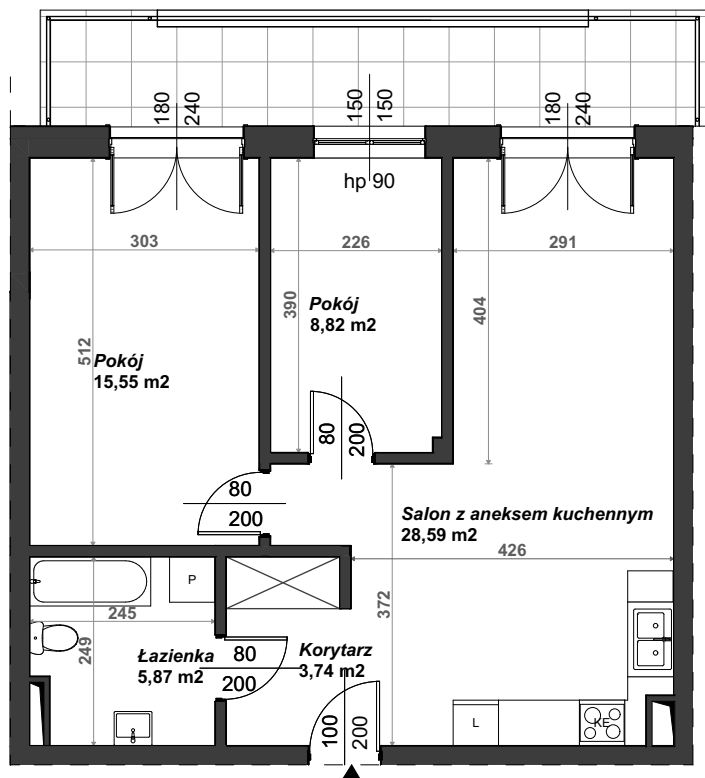 180
240
150
150
180
240
hp 90
303
226
291
512
390
404
Pokój
8,82 m2
Pokój
15,55 m2
80
200
80
200
Salon z aneksem kuchennym
28,59 m2
426
372
P
245
249
Łazienka
5,87 m2
80
200
Korytarz
3,74 m2
100
200
L
KE